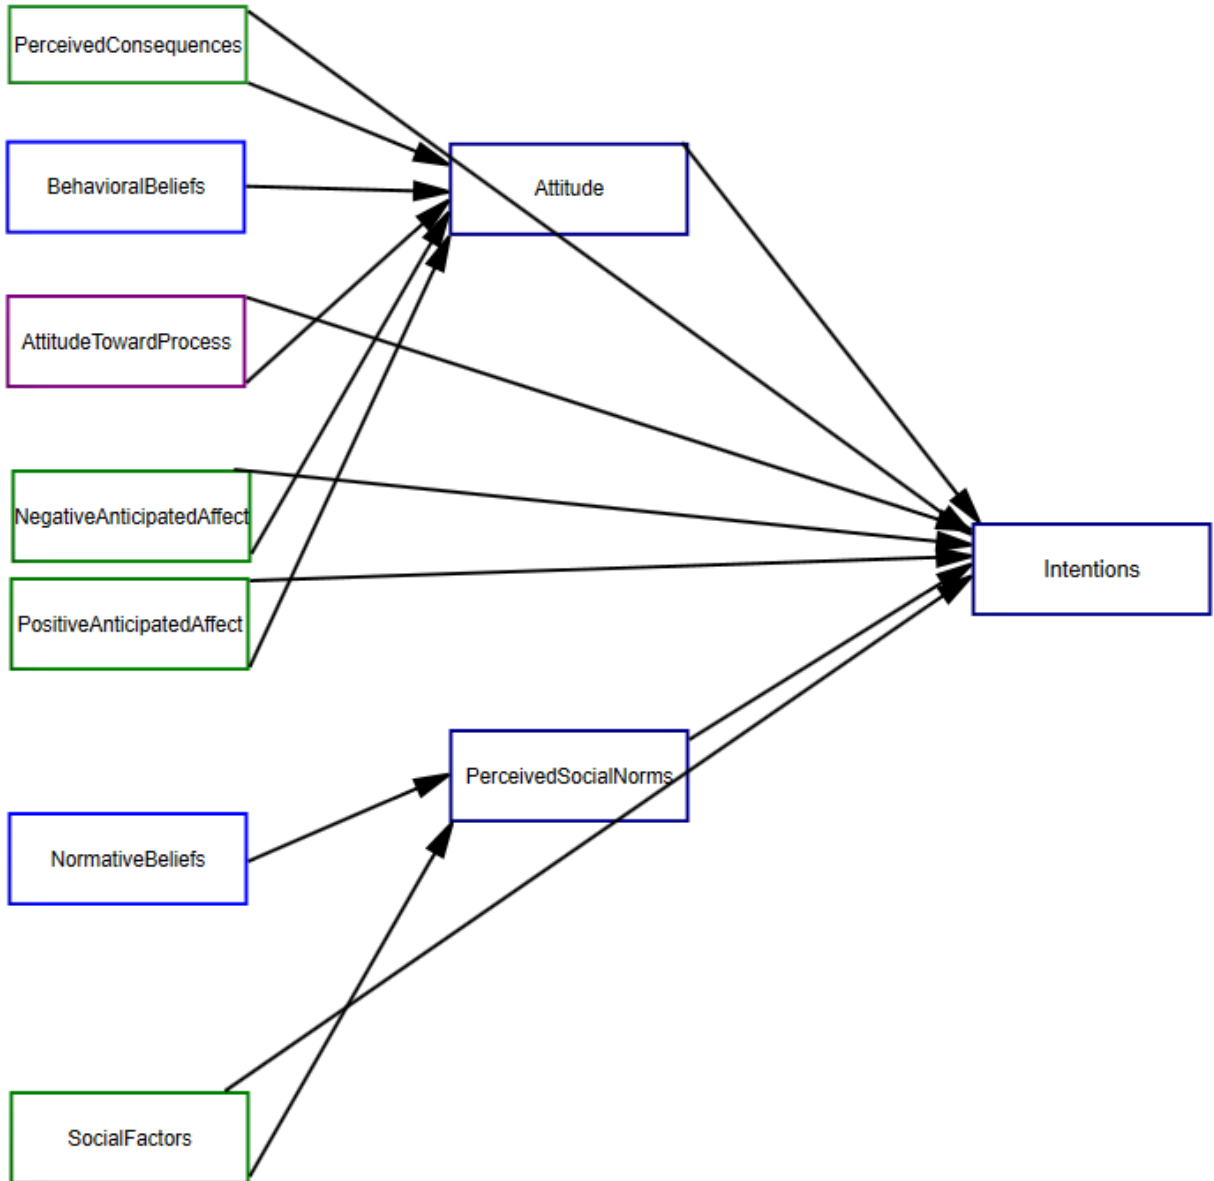 PerceivedConsequences
BehavioralBeliefs
Attitude
AttitudeTowardProcess
NegativeAnticipatedAffect
Intentions
PositiveAnticipatedAffect
PerceivedSocialNorms
NormativeBeliefs
SocialFactors